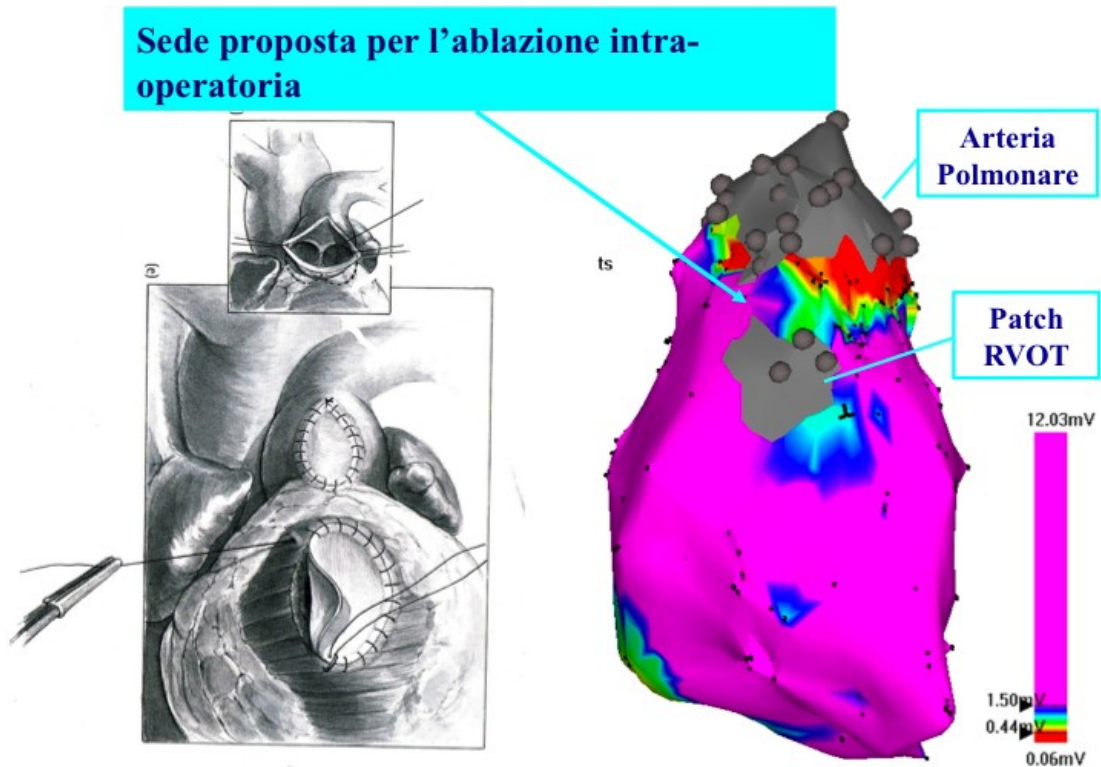 Sede proposta per l'ablazione intra-
operatoria
(e)
Arteria
Polmonare
ts
Patch
RVOT
12.03mV
1.50mV
0.44mV
0.06mV